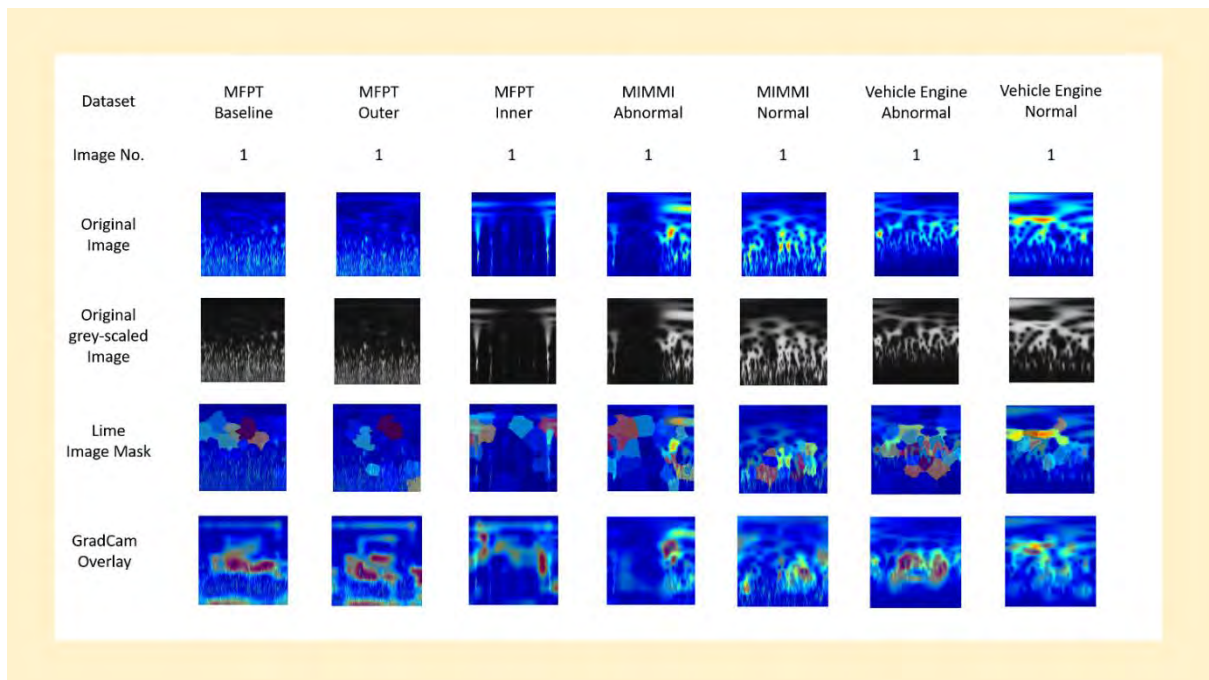 Dataset
MFPT
Baseline
MFPT
Outer
MFPT
Inner
MIMMI
Abnormal
MIMMI
Normal
Vehicle Engine
Abnormal
Vehicle Engine
Normal
Image No. 1 1 1 1 1 1 1
Original
Image
Original
grey-scaled
Image
Lime
Image Mask
GradCam
Overlay